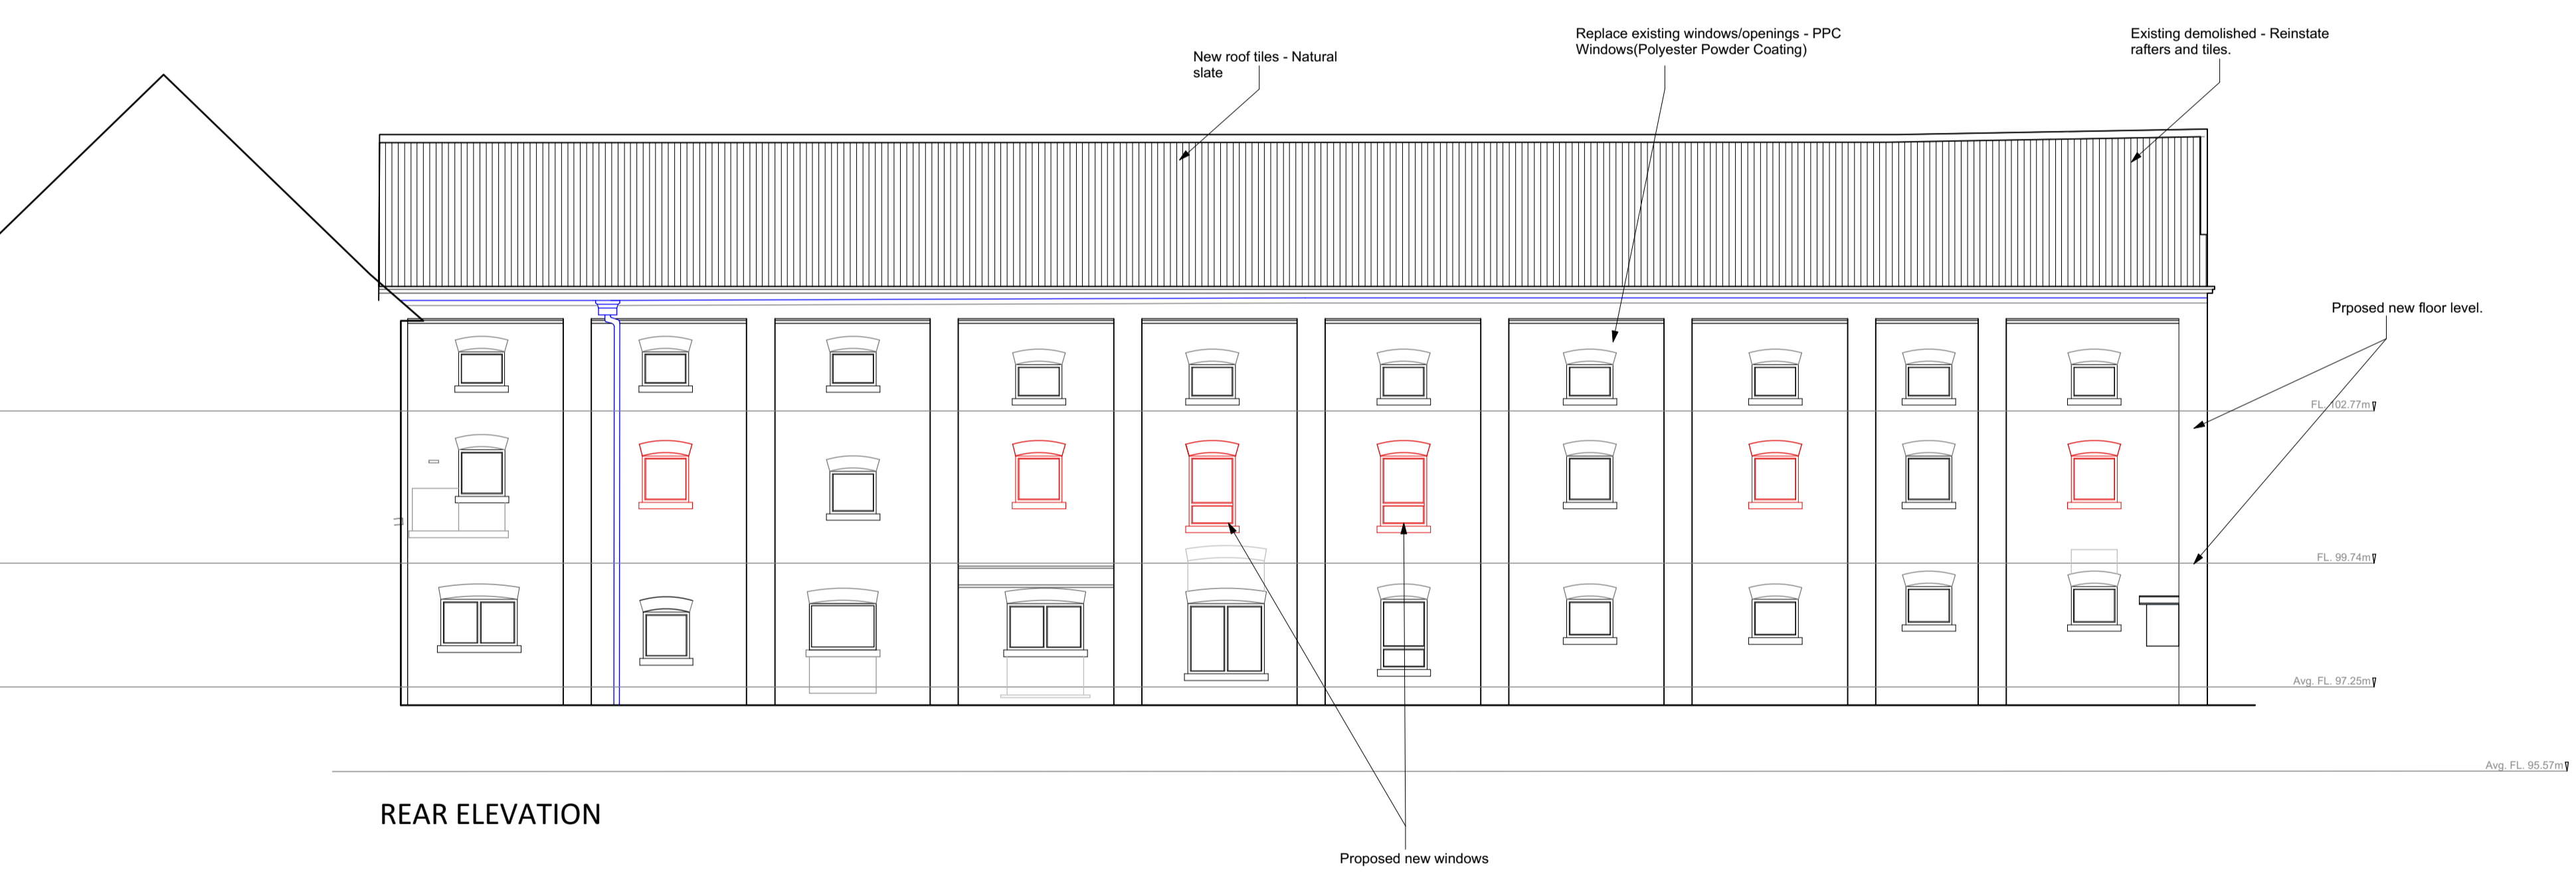 Replace existing windows/openings - PPC
Windows(Polyester Powder Coating)
Existing demolished - Reinstate
rafters and tiles.
New roof tiles - Natural
slate
Prposed new floor level.
FL. 102.77m
FL. 99.74m
Avg. FL. 97.25m
Avg. FL. 95.57m
REAR ELEVATION
Proposed new windows